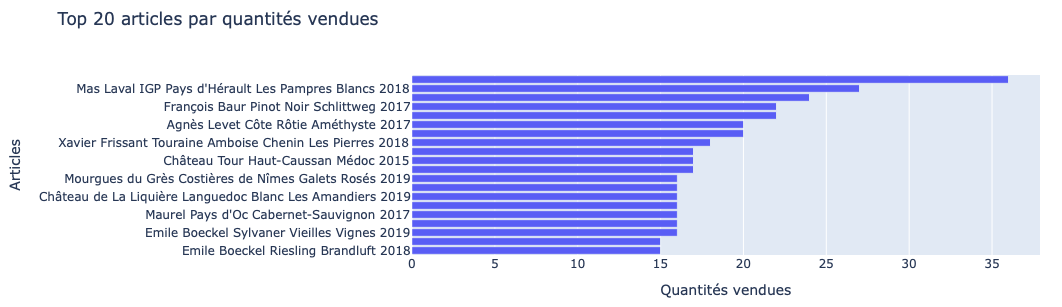 Top 20 articles par quantités vendues
Articles
Mas Laval IGP Pays d'Hérault Les Pampres Blancs 2018
François Baur Pinot Noir Schlittweg 2017
Agnès Levet Côte Rôtie Améthyste 2017
Xavier Frissant Touraine Amboise Chenin Les Pierres 2018
Château Tour Haut-Caussan Médoc 2015
Mourgues du Grès Costières de Nîmes Galets Rosés 2019
Château de La Liquière Languedoc Blanc Les Amandiers 2019
Maurel Pays d'Oc Cabernet-Sauvignon 2017
Emile Boeckel Sylvaner Vieilles Vignes 2019
Emile Boeckel Riesling Brandluft 2018
0 5 10 15 20 25 30 35
Quantités vendues